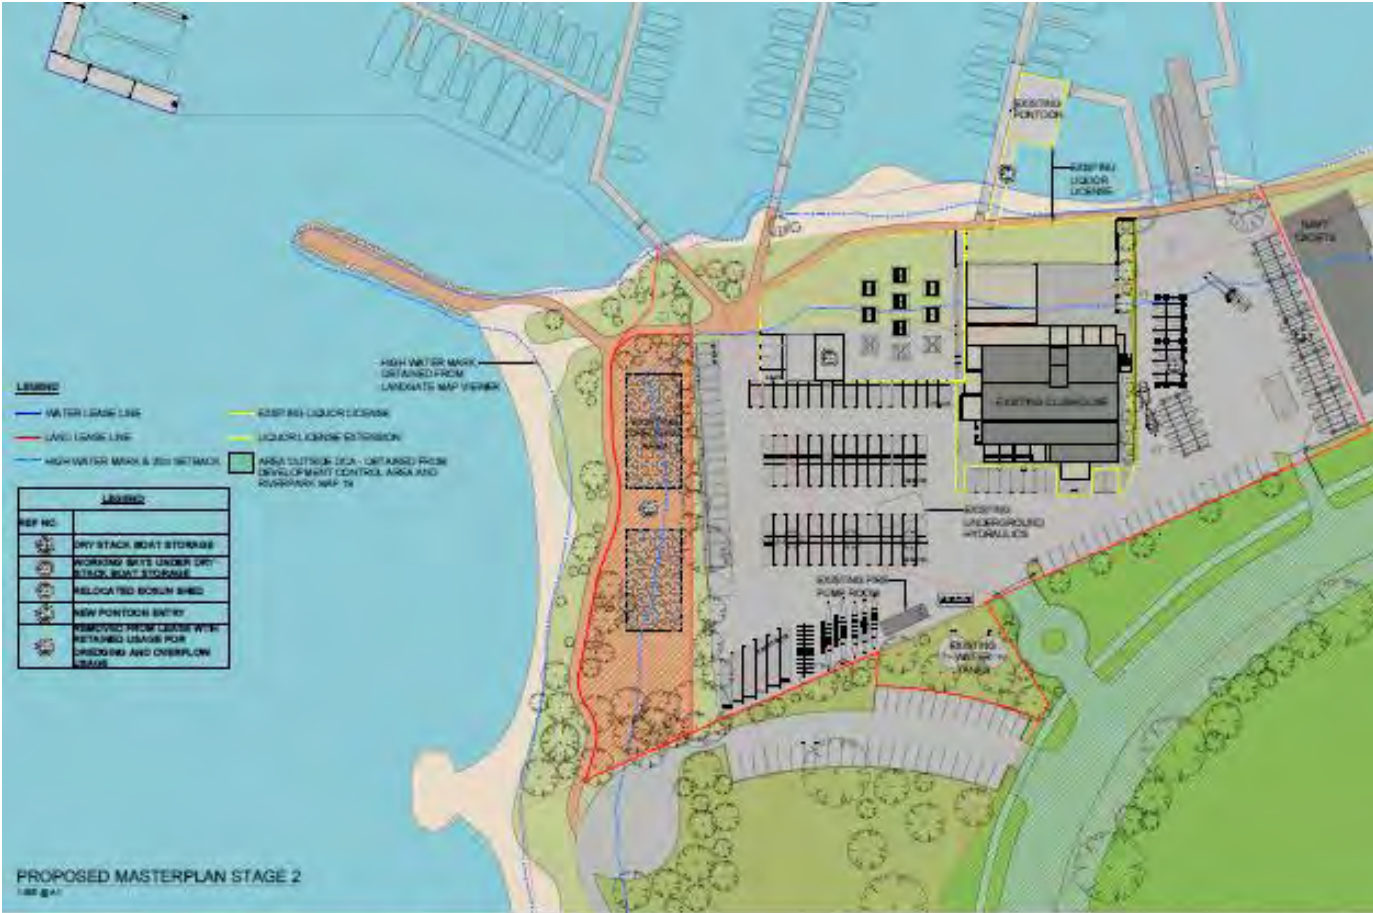 EXISTING
PONTOON
EXISTING
LIQUOR
LICENSE
NAVY
CADETS
HIGH WATER MARK
OBTAINED FROM
LANDGATE MAP VIEWER
LEGEND
WATER LEASE LINE
LAND LEASE LINE
HIGH WATER MARK & 20m SETBACK
EXISTING LIQUOR LICENSE
LIQUOR LICENSE EXTENSION
AREA OUTSIDE DCA - OBTAINED FROM
DEVELOPMENT CONTROL AREA AND
RIVERPARK MAP 19
EXISTING CLUBHOUSE
LEGEND
REF NO.
DRY STACK BOAT STORAGE
WORKING BAYS UNDER DRY
STACK BOAT STORAGE
RELOCATED BOSUN SHED
NEW PONTOON ENTRY
REMOVED FROM LEASE WITH
RETAINED USAGE FOR
DREDGING AND OVERFLOW
USAGE
EXISTING
UNDERGROUND
HYDRAULICS
EXISTING FIRE
PUMP ROOM
EXISTING
WATER
TANKS
PROPOSED MASTERPLAN STAGE 2